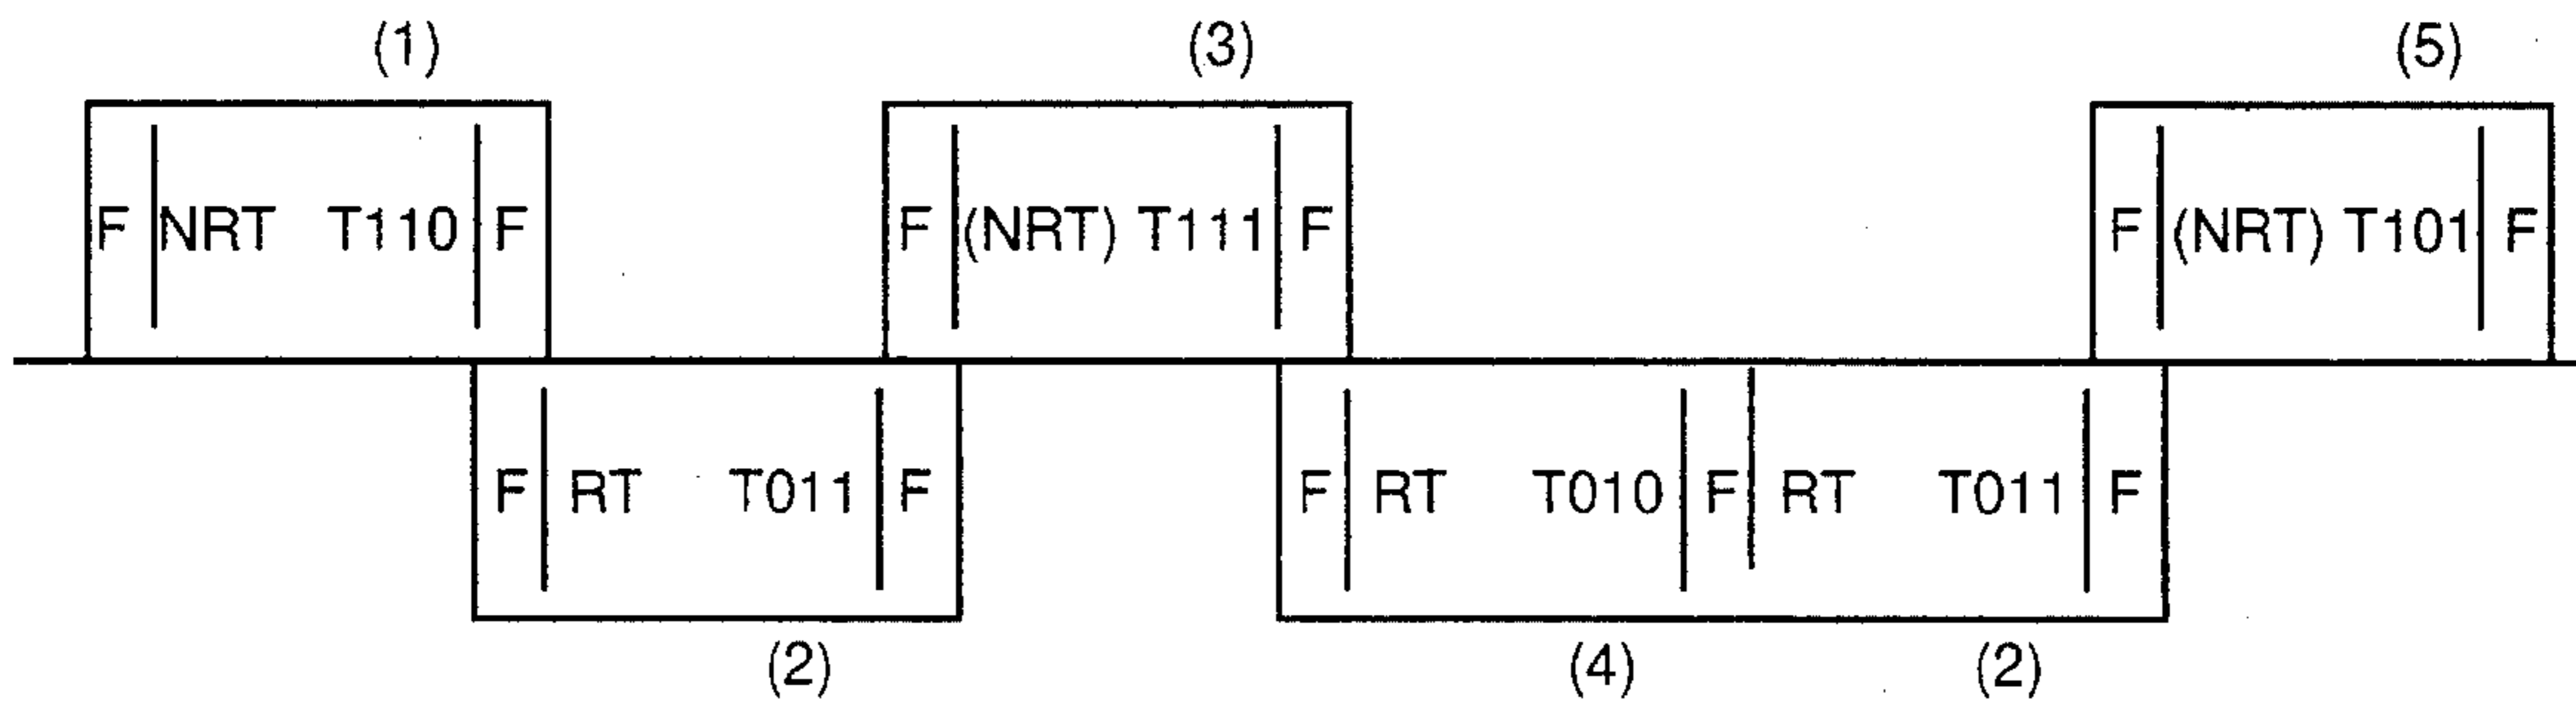 (1) (3) (5)
F NRT T110 F F (NRT) T111 F F (NRT) T101 F
F RT T011 F F RT T010 F RT T011 F
(2) (4) (2)